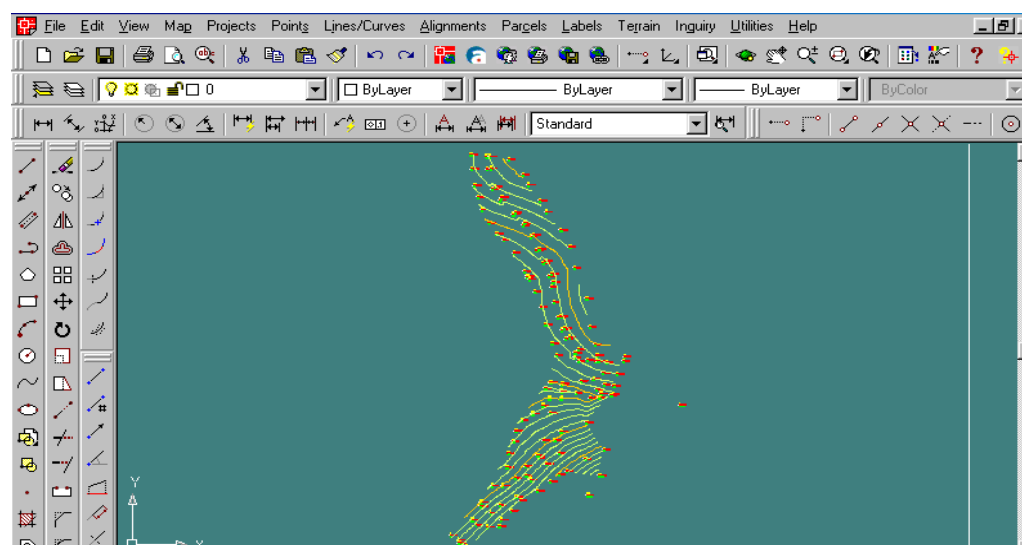 File Edit View Map Projects Points Lines/Curves Alignments Parcels Labels Terrain Inguiry Utilities Help
0 ByLayer ByLayer ByLayer ByColor
Standard
Y
X